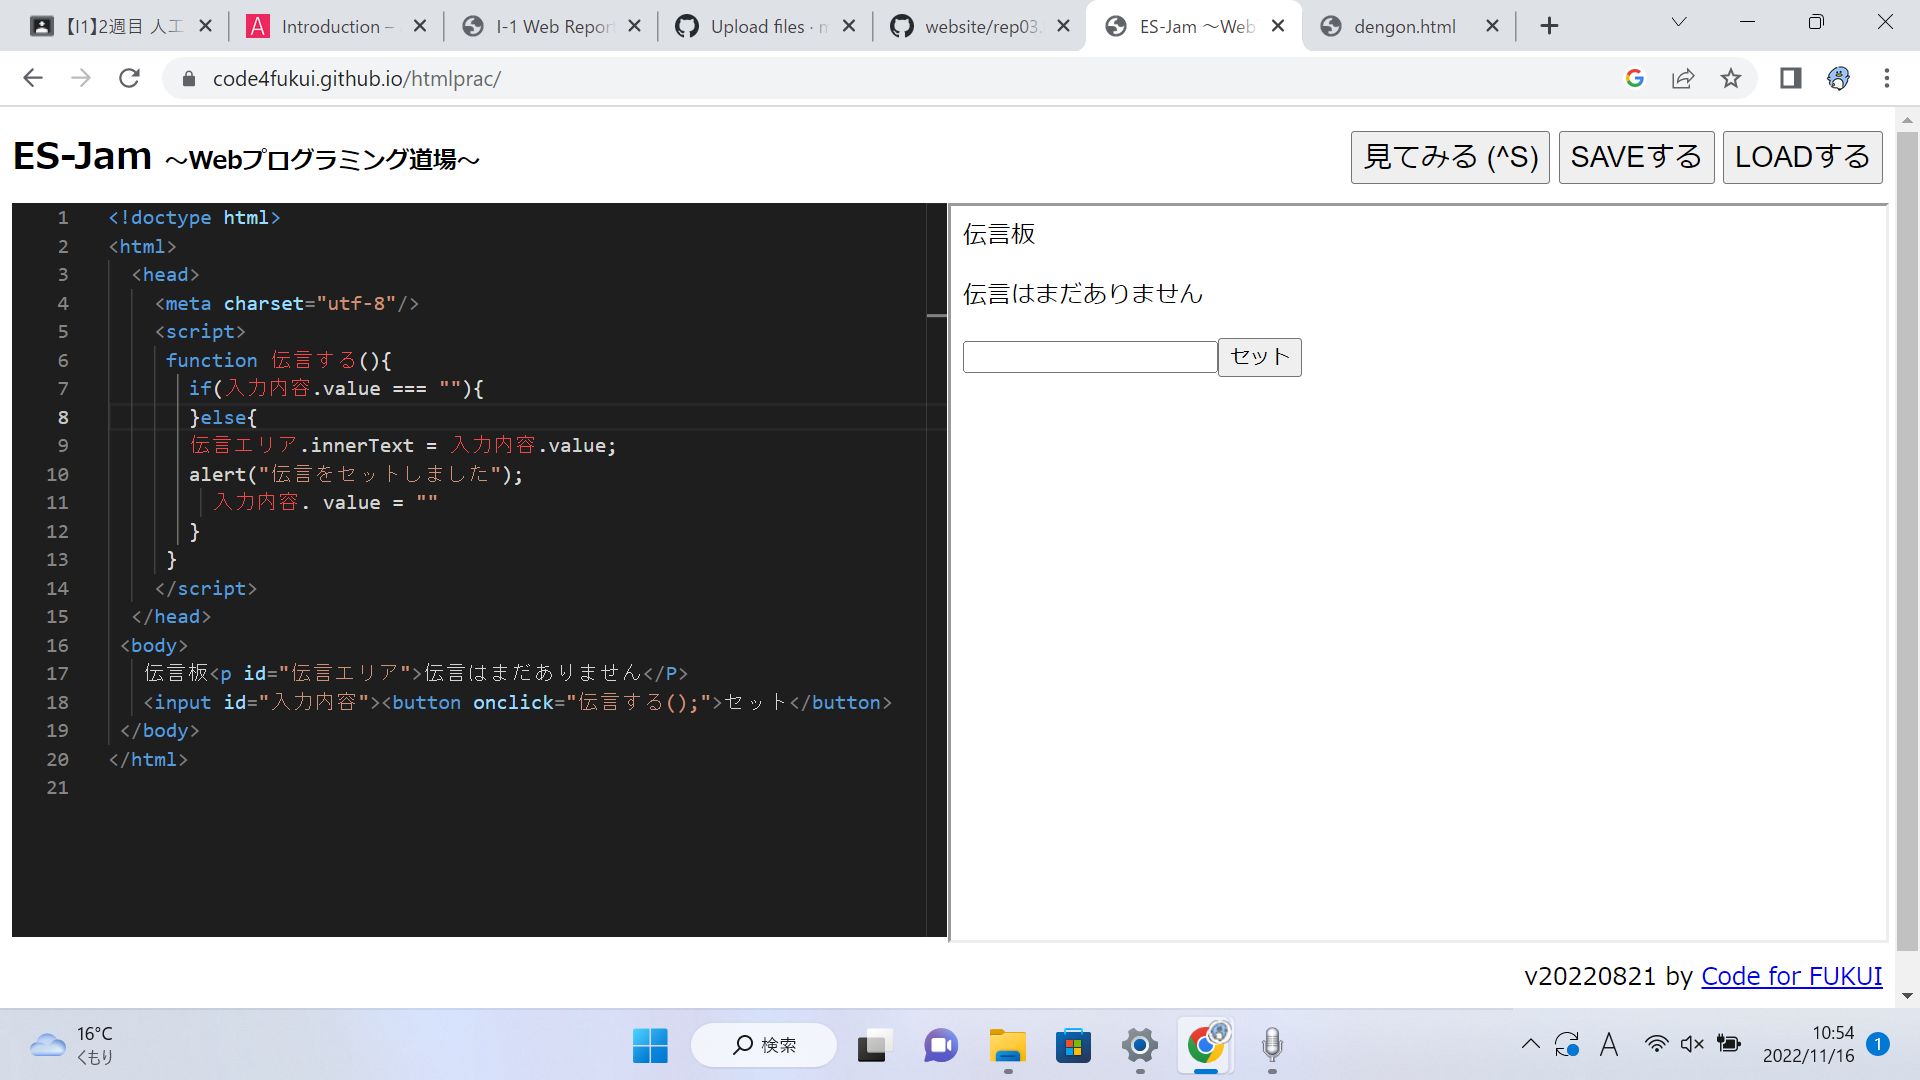 【I1】2週目 人工
Introduction –
I-1 Web Repor
Upload files · m
website/rep03.
ES-Jam ～Web
dengon.html
code4fukui.github.io/htmlprac/
ES-Jam ～Webプログラミング道場～
見てみる (^S)
SAVEする
LOADする
1 <!doctype html>
2 <html>
3 <head>
4 <meta charset="utf-8"/>
5 <script>
6 function 伝言する(){
7 if(入力内容.value === ""){
8 }else{
9 伝言エリア.innerText = 入力内容.value;
10 alert("伝言をセットしました");
11 入力内容. value = ""
12 }
13 }
14 </script>
15 </head>
16 <body>
17 伝言板<p id="伝言エリア">伝言はまだありません</P>
18 <input id="入力内容"><button onclick="伝言する();">セット</button>
19 </body>
20 </html>
21
伝言板
伝言はまだありません
セット
v20220821 by Code for FUKUI
16°C
くもり
検索
A
10:54
2022/11/16
1